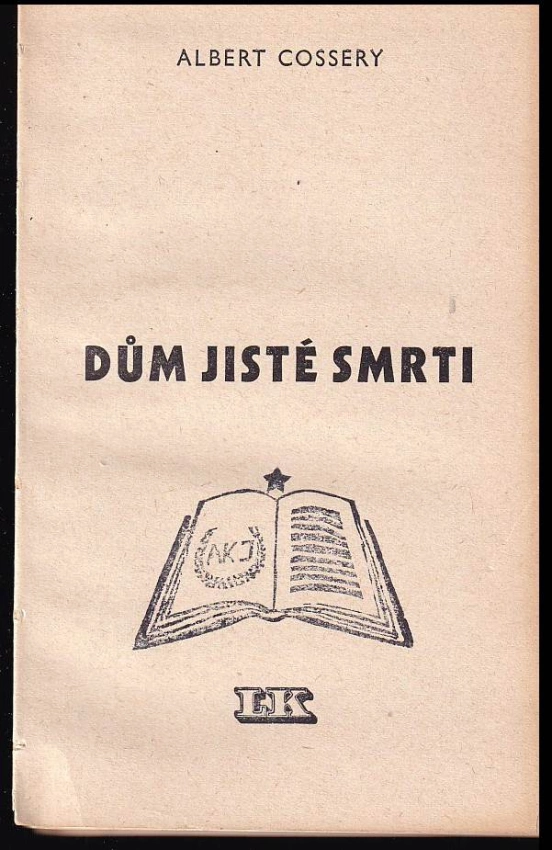 ALBERT COSSERY
DŮM JISTÉ SMRTI
AKJ
LK